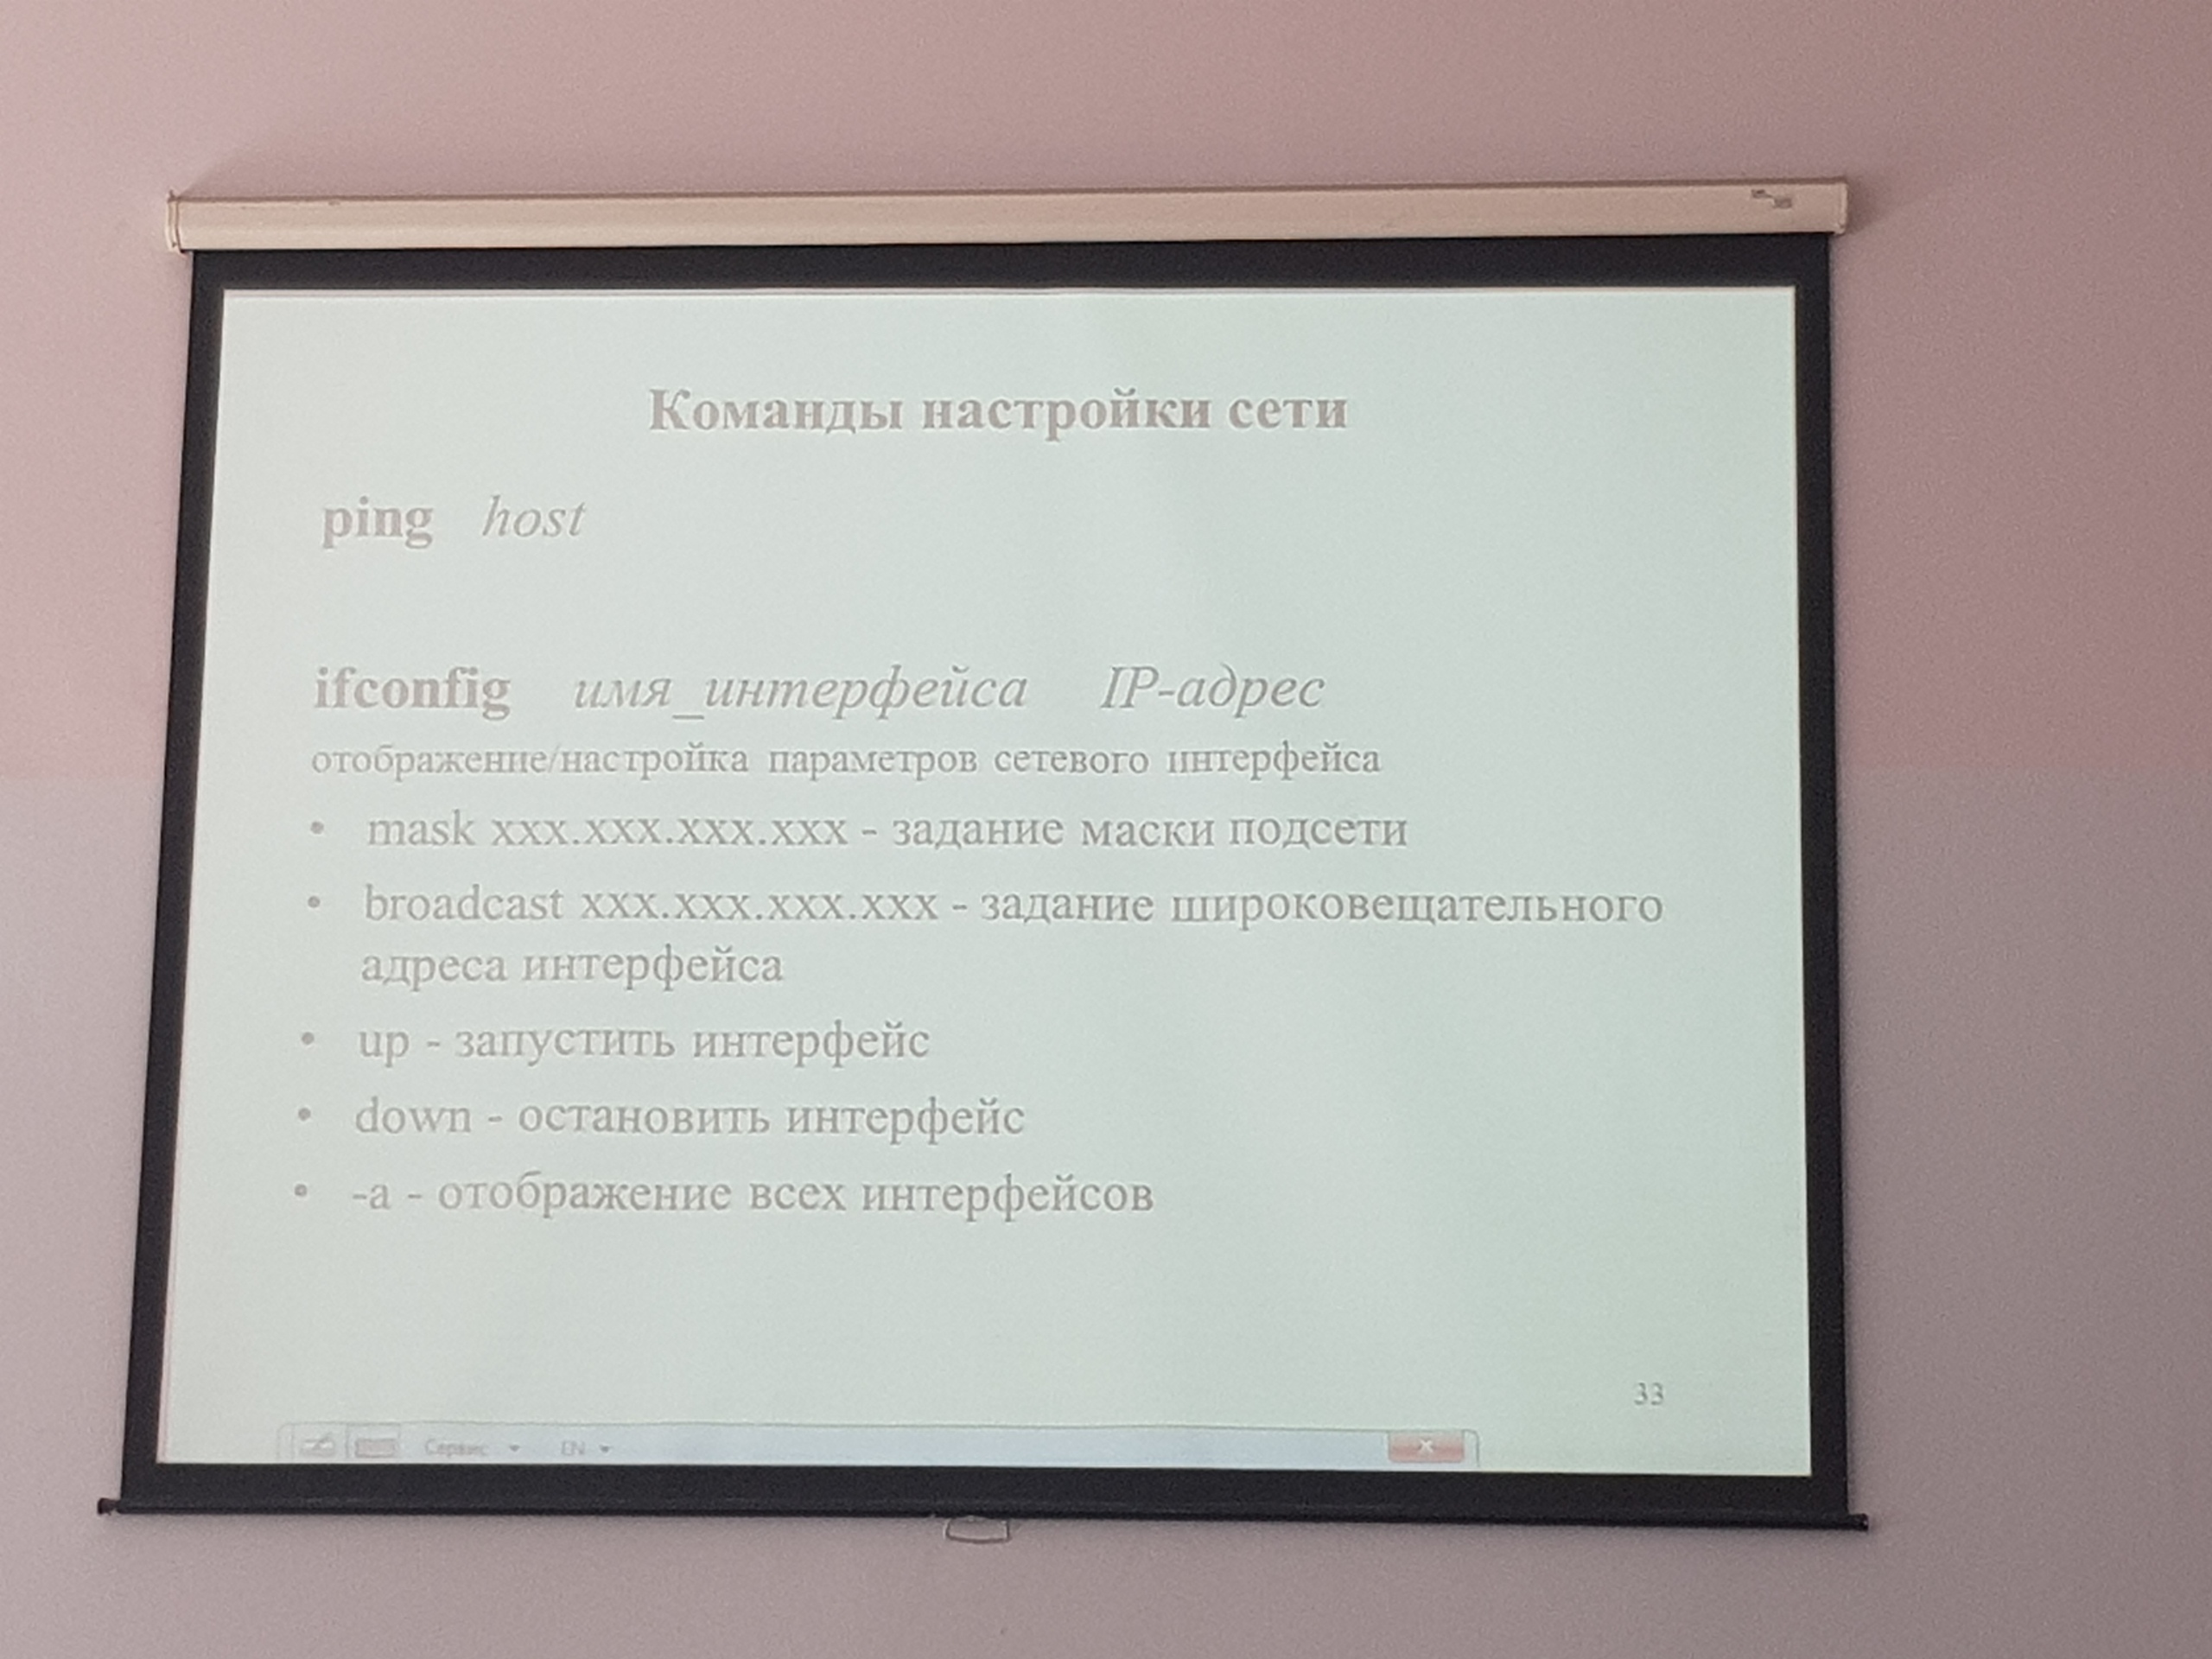 Команды настройки сети
ping host
ifconfig имя_интерфейса IP-адрес
отображение/настройка параметров сетевого интерфейса
• mask xxx.xxx.xxx.xxx - задание маски подсети
• broadcast xxx.xxx.xxx.xxx - задание широковещательного
адреса интерфейса
• up - запустить интерфейс
• down - остановить интерфейс
• -a - отображение всех интерфейсов
33
Сервис EN